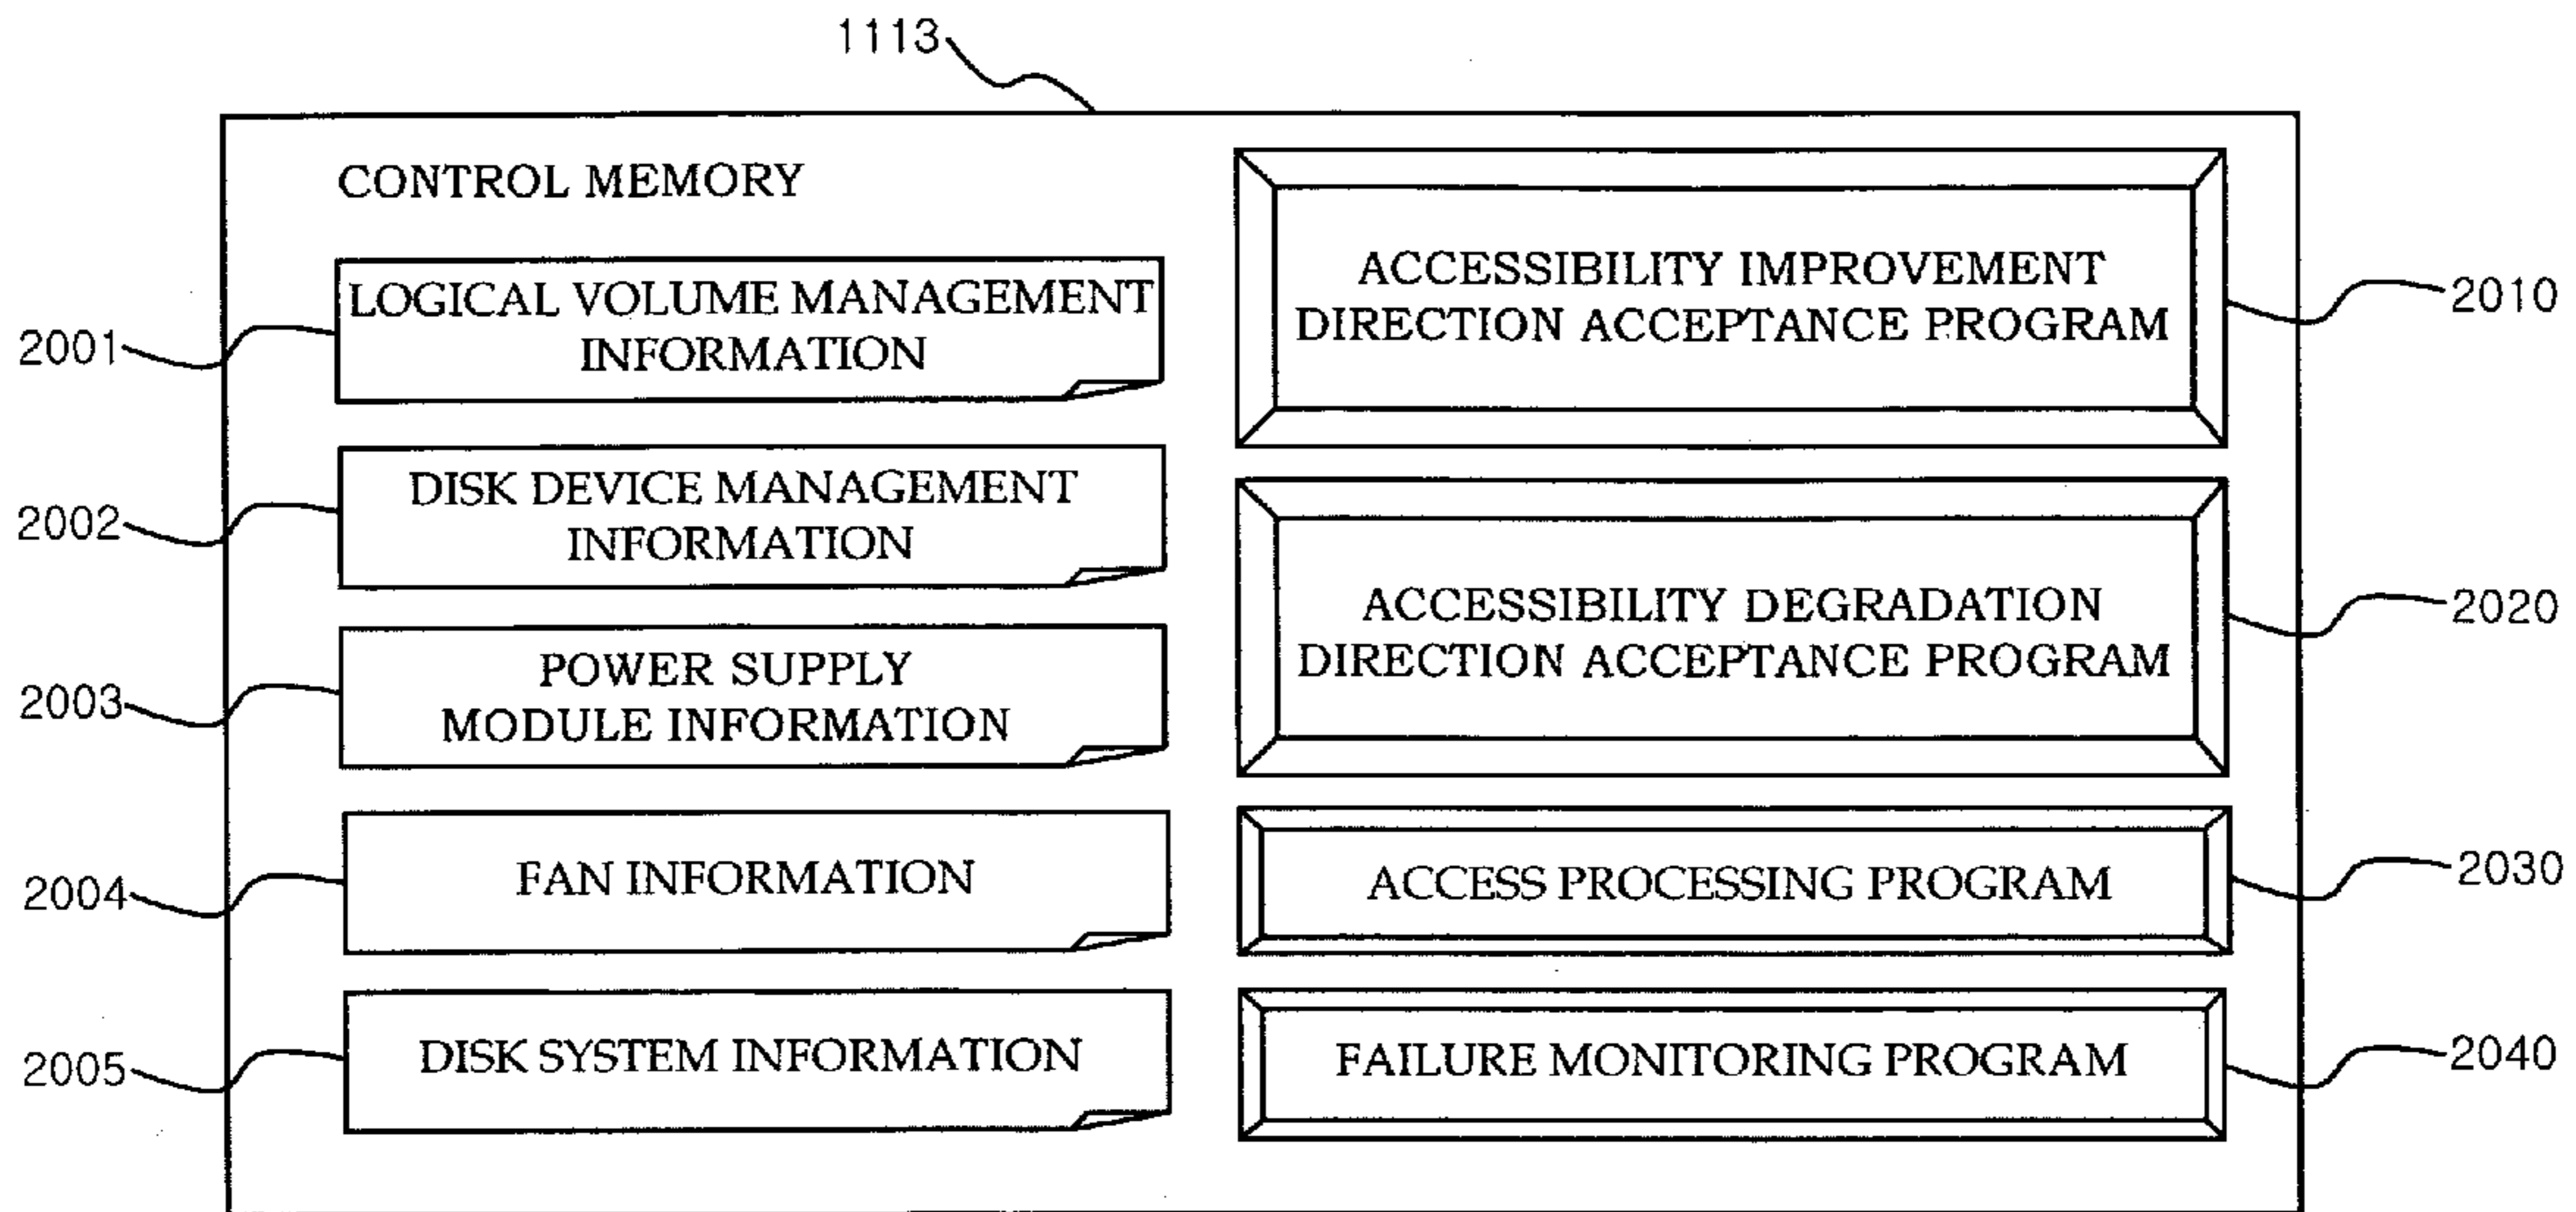 1113
CONTROL MEMORY
2001
LOGICAL VOLUME MANAGEMENT
INFORMATION
2002
DISK DEVICE MANAGEMENT
INFORMATION
2003
POWER SUPPLY
MODULE INFORMATION
2004
FAN INFORMATION
2005
DISK SYSTEM INFORMATION
ACCESSIBILITY IMPROVEMENT
DIRECTION ACCEPTANCE PROGRAM
2010
ACCESSIBILITY DEGRADATION
DIRECTION ACCEPTANCE PROGRAM
2020
ACCESS PROCESSING PROGRAM
2030
FAILURE MONITORING PROGRAM
2040